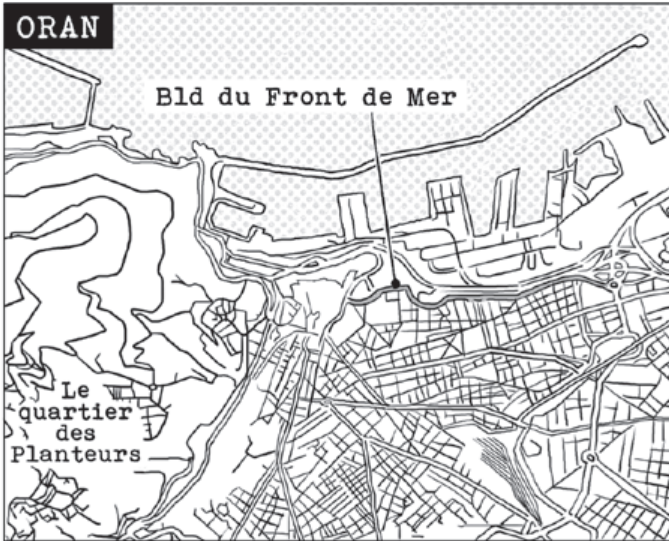 ORAN
Bld du Front de Mer
Le
quartier
des
Planteurs